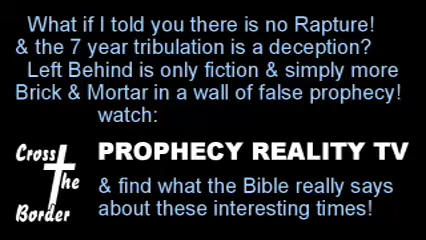 What if I told you there is no Rapture!
& the 7 year tribulation is a deception?
Left Behind is only fiction & simply more
Brick & Mortar in a wall of false prophecy!
watch:
Cross
the
Border
PROPHECY REALITY TV
& find what the Bible really says
about these interesting times!